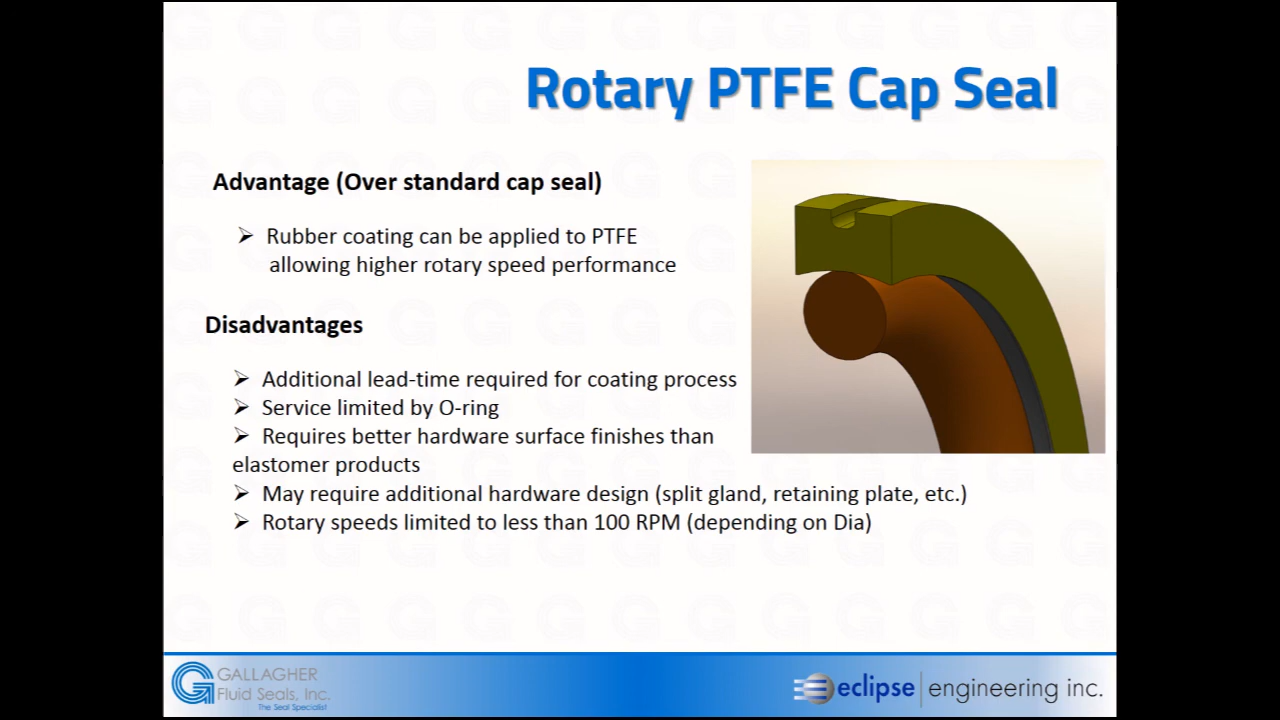 Rotary PTFE Cap Seal
Advantage (Over standard cap seal)
➢ Rubber coating can be applied to PTFE
allowing higher rotary speed performance
Disadvantages
➢ Additional lead-time required for coating process
➢ Service limited by O-ring
➢ Requires better hardware surface finishes than
elastomer products
➢ May require additional hardware design (split gland, retaining plate, etc.)
➢ Rotary speeds limited to less than 100 RPM (depending on Dia)
GALLAGHER
Fluid Seals, Inc.
The Seal Specialist
eclipse engineering inc.